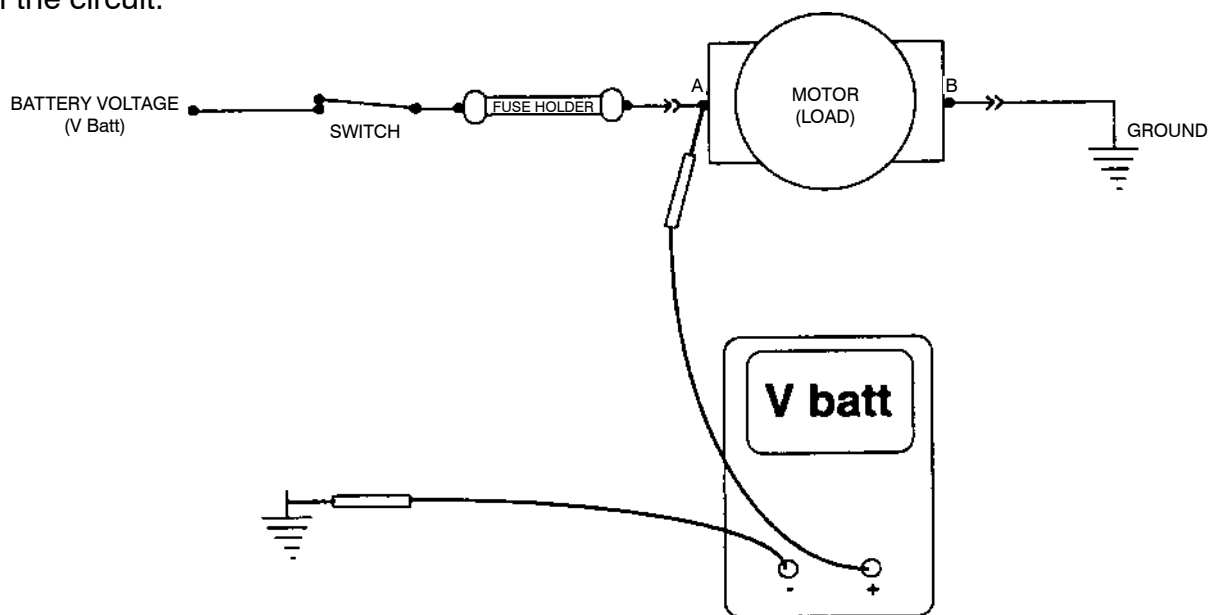 the circuit.
BATTERY VOLTAGE
(V Batt)
SWITCH
FUSE HOLDER
A
MOTOR
(LOAD)
B
GROUND
V batt
- +